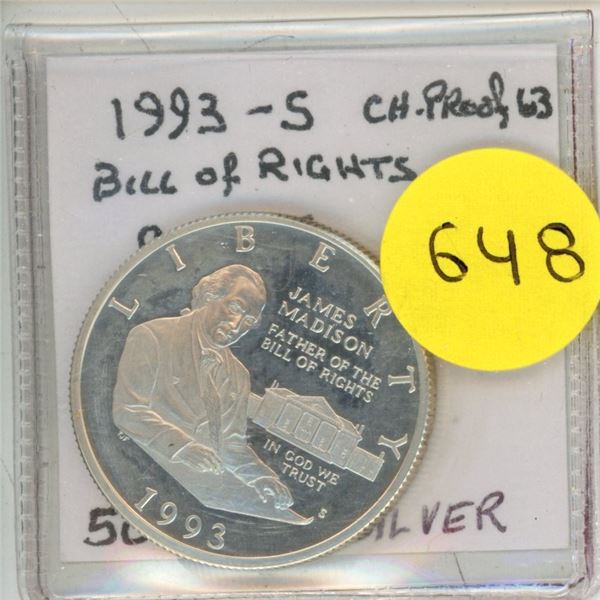 1993-S CH. PROOF 63
BILL of RIGHTS
648
LIBERTY
JAMES
MADISON
FATHER OF THE
BILL OF RIGHTS
IN GOD WE
TRUST
S
1993
SILVER